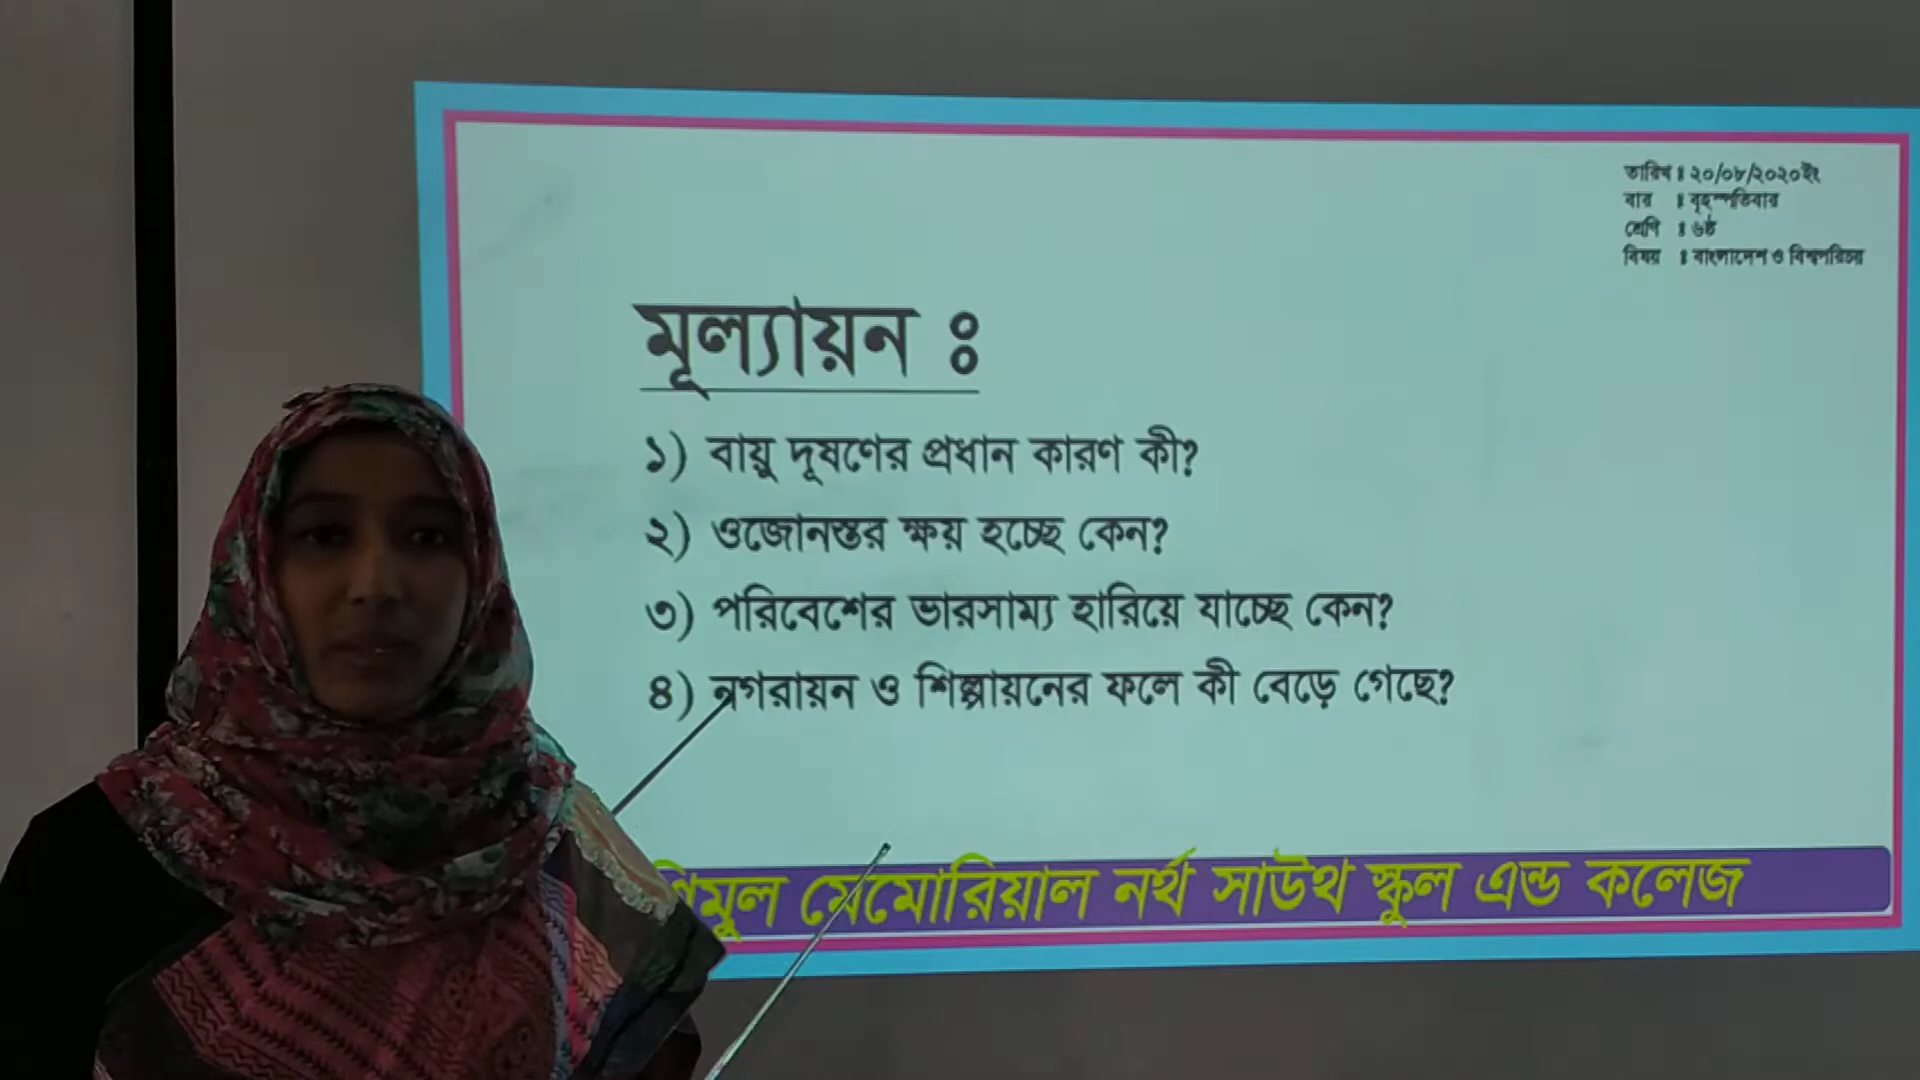 তারিখ ঃ ২০/০৮/২০২০ইং
বার ঃ বৃহস্পতিবার
শ্রেণি ঃ ৬ষ্ঠ
বিষয় ঃ বাংলাদেশ ও বিশ্বপরিচয়
মূল্যায়ন ঃ
১) বায়ু দূষণের প্রধান কারণ কী?
২) ওজোনস্তর ক্ষয় হচ্ছে কেন?
৩) পরিবেশের ভারসাম্য হারিয়ে যাচ্ছে কেন?
৪) নগরায়ন ও শিল্পায়নের ফলে কী বেড়ে গেছে?
শিমুল মেমোরিয়াল নর্থ সাউথ স্কুল এন্ড কলেজ